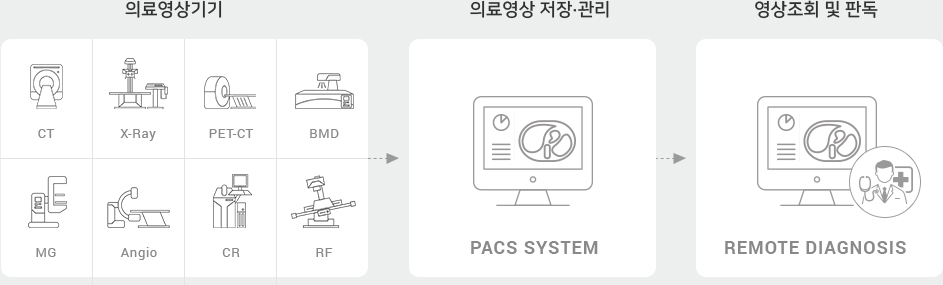 의료영상기기
CT
X-Ray
PET-CT
BMD
MG
Angio
CR
RF
의료영상 저장·관리
PACS SYSTEM
영상조회 및 판독
REMOTE DIAGNOSIS